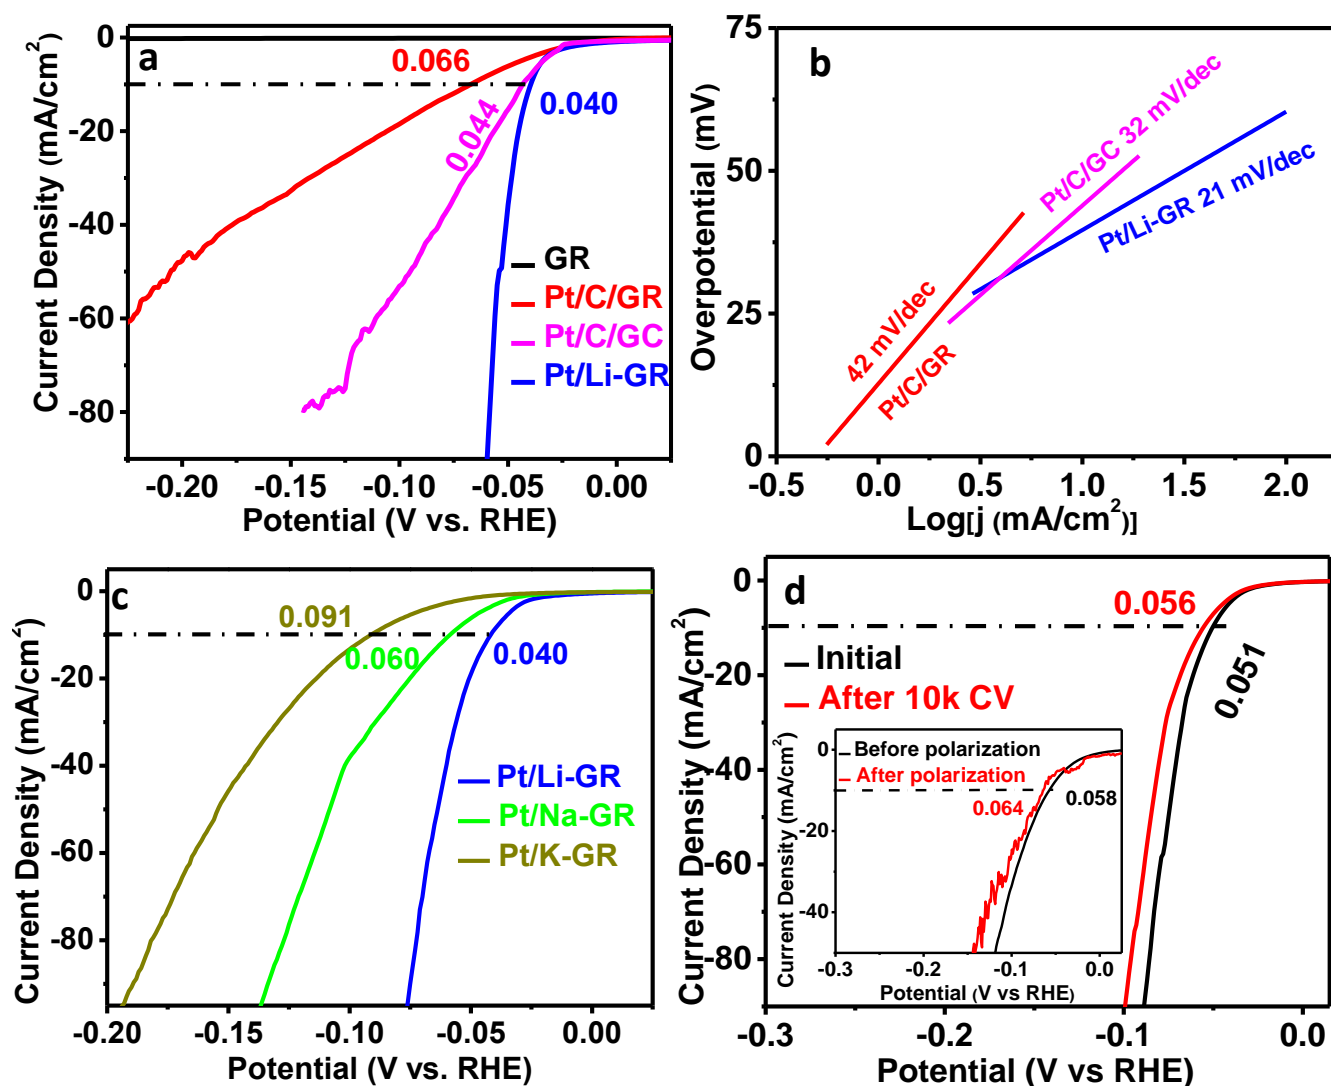 a
0
-20
-40
-60
-80
Current Density (mA/cm²)
-0.20
-0.15
-0.10
-0.05
0.00
Potential (V vs. RHE)
0.066
0.044
0.040
GR
Pt/C/GR
Pt/C/GC
Pt/Li-GR
b
75
50
25
0
Overpotential (mV)
-0.5
0.0
0.5
1.0
1.5
2.0
Log[j (mA/cm²)]
42 mV/dec
Pt/C/GR
Pt/C/GC 32 mV/dec
Pt/Li-GR 21 mV/dec
c
0
-20
-40
-60
-80
Current Density (mA/cm²)
-0.20
-0.15
-0.10
-0.05
0.00
Potential (V vs. RHE)
0.091
0.060
0.040
Pt/Li-GR
Pt/Na-GR
Pt/K-GR
d
0
-20
-40
-60
-80
Current Density (mA/cm²)
-0.3
-0.2
-0.1
0.0
Potential (V vs RHE)
0.056
0.051
Initial
After 10k CV
Before polarization
After polarization
0.064
0.058
0
-20
-40
Current Density (mA/cm²)
-0.3
-0.2
-0.1
0.0
Potential (V vs RHE)